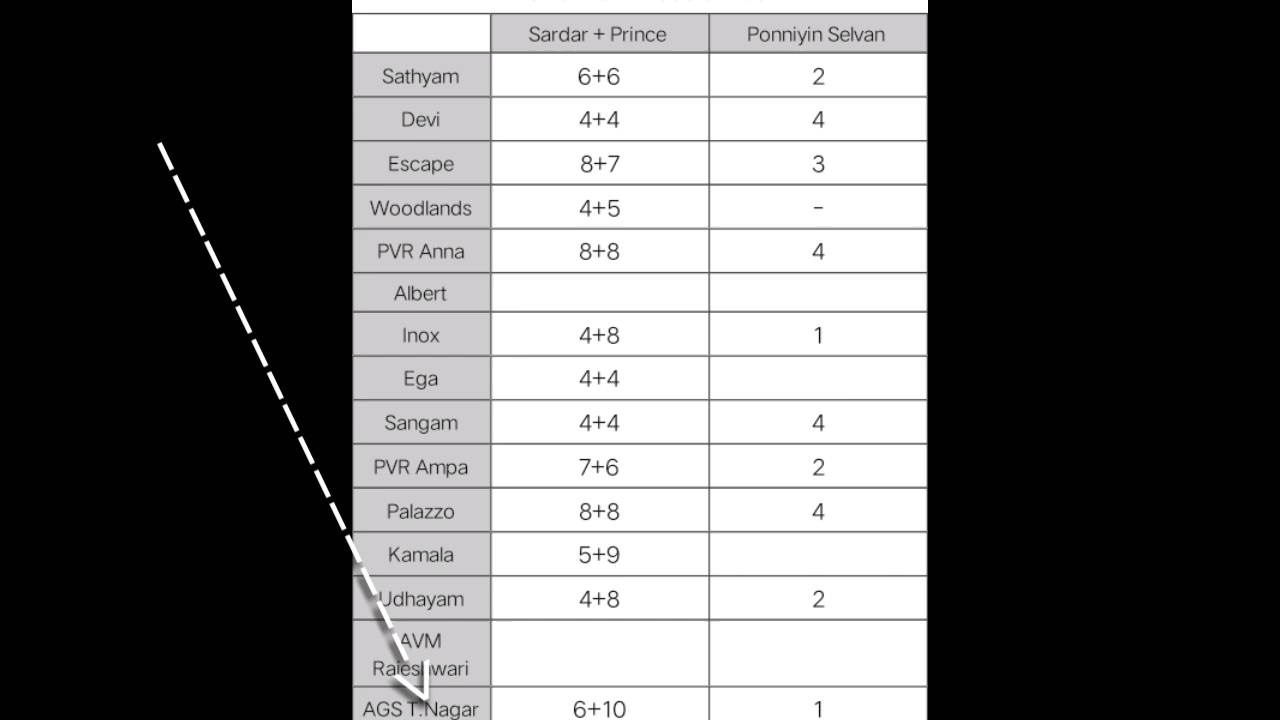 Sardar + Prince Ponniyin Selvan
Sathyam 6+6 2
Devi 4+4 4
Escape 8+7 3
Woodlands 4+5 -
PVR Anna 8+8 4
Albert
Inox 4+8 1
Ega 4+4
Sangam 4+4 4
PVR Ampa 7+6 2
Palazzo 8+8 4
Kamala 5+9
Udhayam 4+8 2
AVM
Rajeshwari
AGS T.Nagar 6+10 1